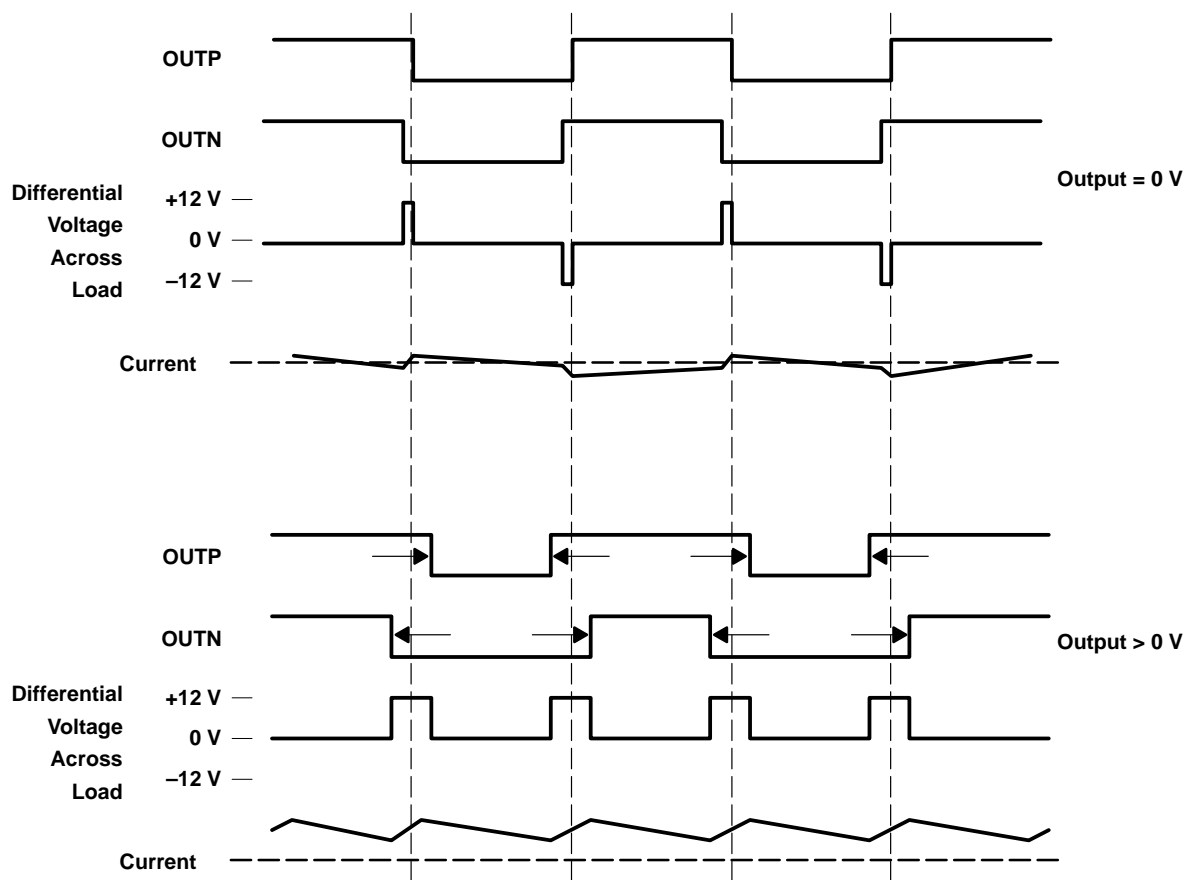 OUTP
OUTN
Output = 0 V
Differential
Voltage
Across
Load
+12 V
0 V
–12 V
Current
OUTP
OUTN
Output > 0 V
Differential
Voltage
Across
Load
+12 V
0 V
–12 V
Current